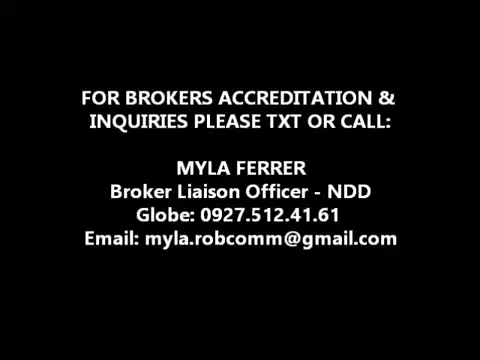 FOR BROKERS ACCREDITATION &
INQUIRIES PLEASE TXT OR CALL:
MYLA FERRER
Broker Liaison Officer - NDD
Globe: 0927.512.41.61
Email: myla.robcomm@gmail.com